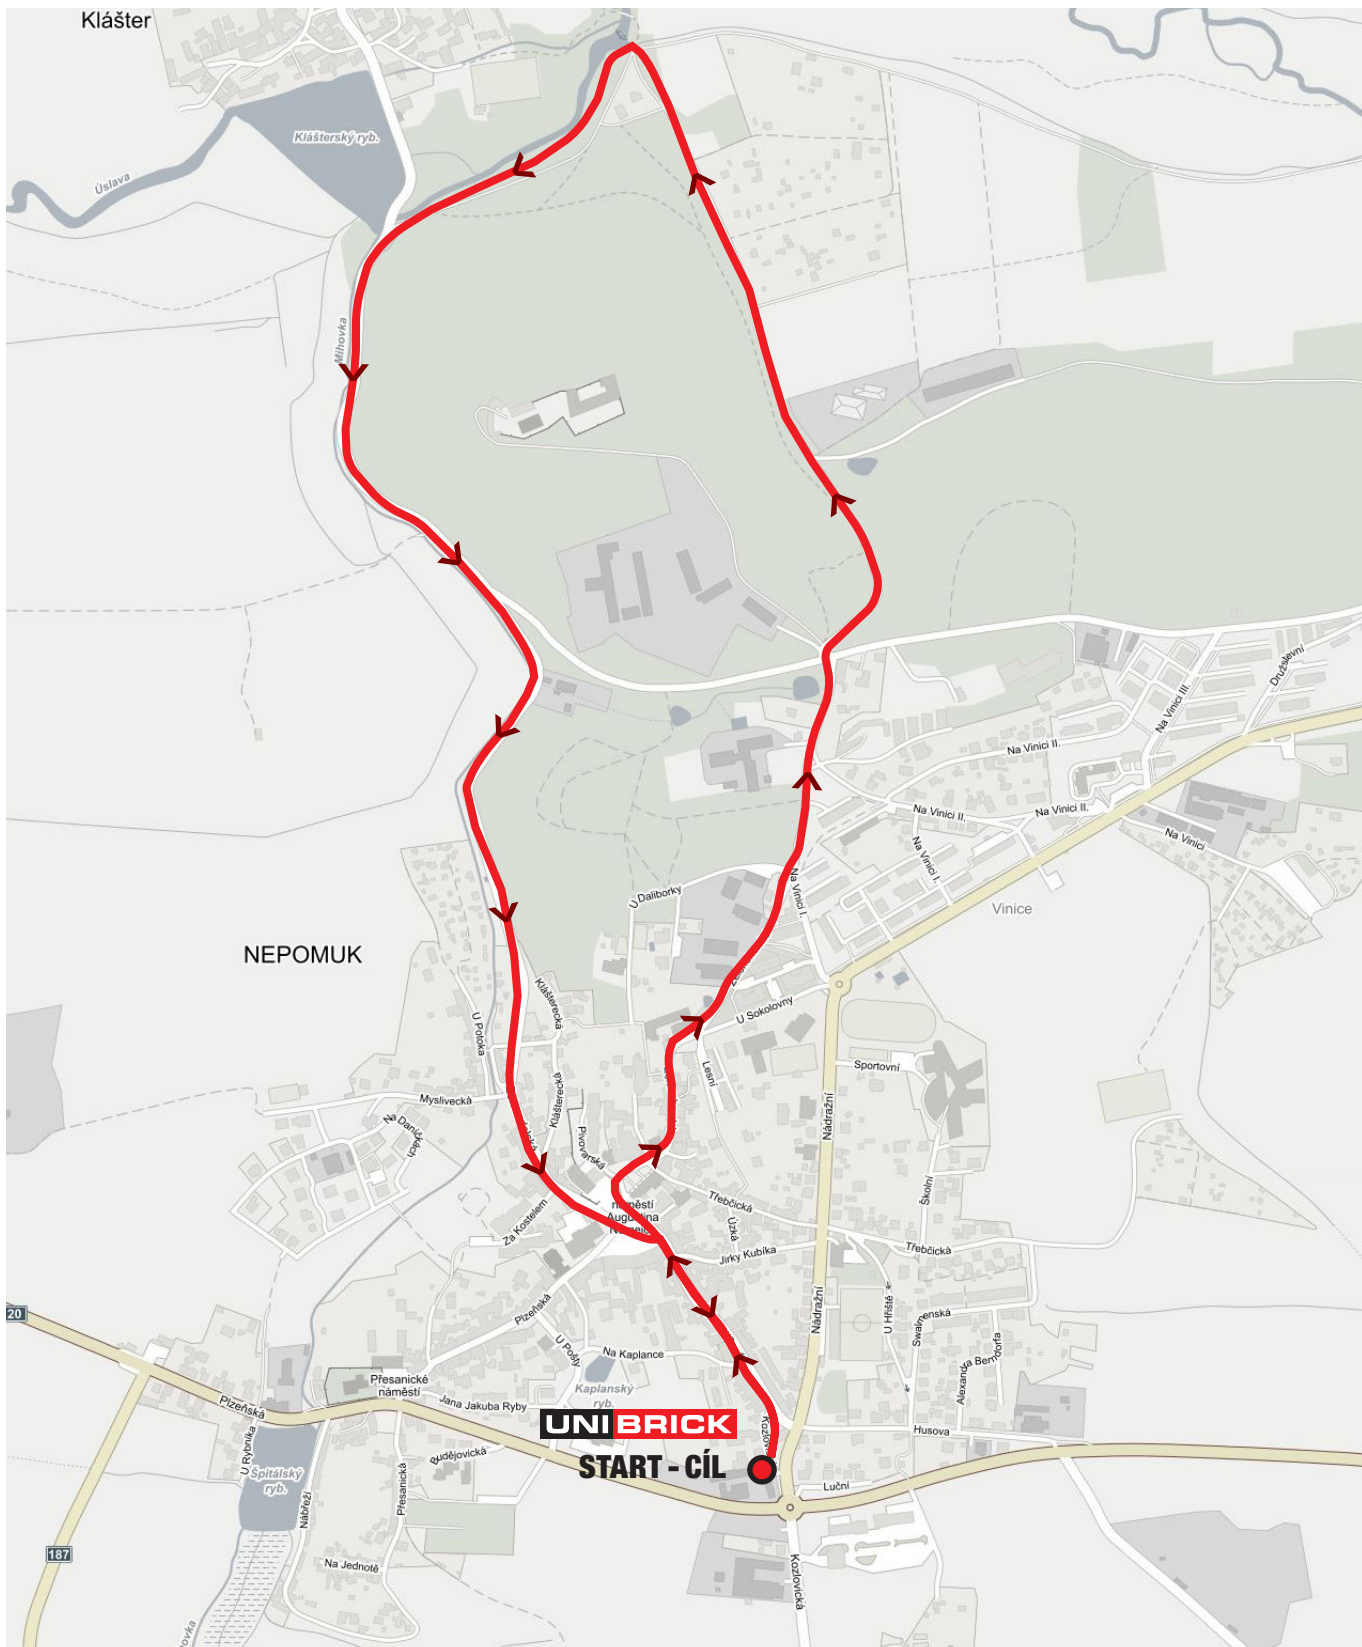 Klášter
Klášterský ryb.
Úslava
Mihovka
Družstevní
Na Vinici III.
Na Vinici II.
Na Vinici II.
Na Vinici II.
Na Vinici
Na Vinici I.
Na Vinici I.
U Daliborky
Vinice
NEPOMUK
Klášterecká
U Sokolovny
U Potoka
Lesní
Sportovní
Klášterecká
Myslivecká
Na Daníčkách
Nádražní
Pivovarská
Školní
Třebčická
náměstí
Augustina
Za Kostelem
Úzká
Jirky Kubíka
Třebčická
Plzeňská
U Hřiště
Nádražní
Swalmenská
20
U Pošty
Na Kaplance
Alexandra Berndorfa
Přesanické
náměstí
Kaplanský
ryb.
Jana Jakuba Ryby
Plzeňská
UNIBRICK
Husova
U Rybníka
Budějovická
START - CÍL
Špitálský
ryb.
Přesanická
Luční
Nábřeží
187
Na Jednotě
Kozlovická